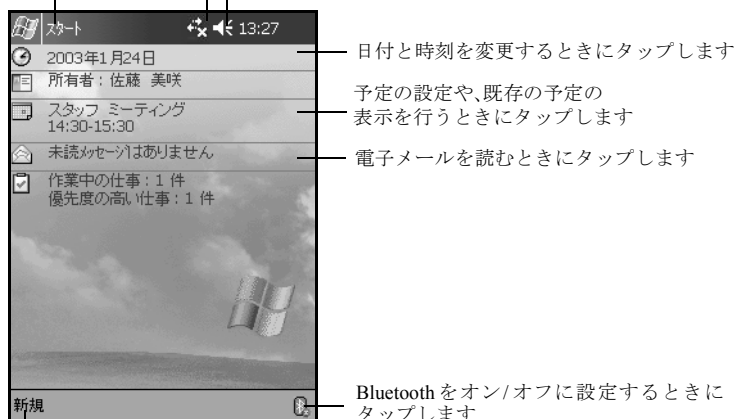 スタート 13:27
2003年1月24日
所有者：佐藤 美咲
スタッフ ミーティング
14:30-15:30
未読ﾒｯｾｰｼﾞはありません
作業中の仕事：1 件
優先度の高い仕事：1 件
新規
日付と時刻を変更するときにタップします
予定の設定や、既存の予定の
表示を行うときにタップします
電子メールを読むときにタップします
Bluetooth をオン/オフに設定するときに
タップします